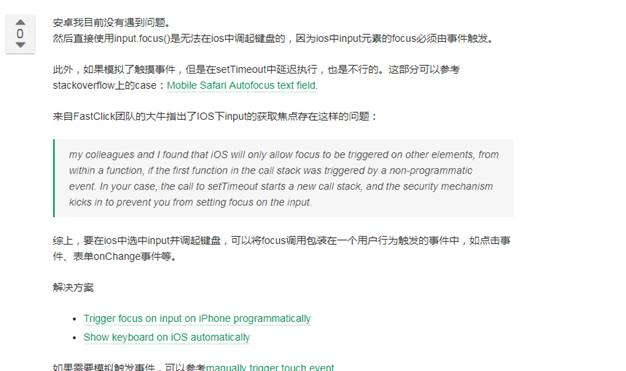 0
安卓我目前没有遇到问题。
然后直接使用input.focus()是无法在ios中调起键盘的，因为ios中input元素的focus必须由事件触发。
此外，如果模拟了触摸事件，但是在setTimeout中延迟执行，也是不行的。这部分可以参考
stackoverflow上的case：Mobile Safari Autofocus text field.
来自FastClick团队的大牛指出了IOS下input的获取焦点存在这样的问题：
my colleagues and I found that iOS will only allow focus to be triggered on other elements, from
within a function, if the first function in the call stack was triggered by a non-programmatic
event. In your case, the call to setTimeout starts a new call stack, and the security mechanism
kicks in to prevent you from setting focus on the input.
综上，要在ios中选中input并调起键盘，可以将focus调用包装在一个用户行为触发的事件中，如点击事
件、表单onChange事件等。
解决方案
• Trigger focus on input on iPhone programmatically
• Show keyboard on iOS automatically
如果需要模拟触发事件，可以参考manually trigger touch event